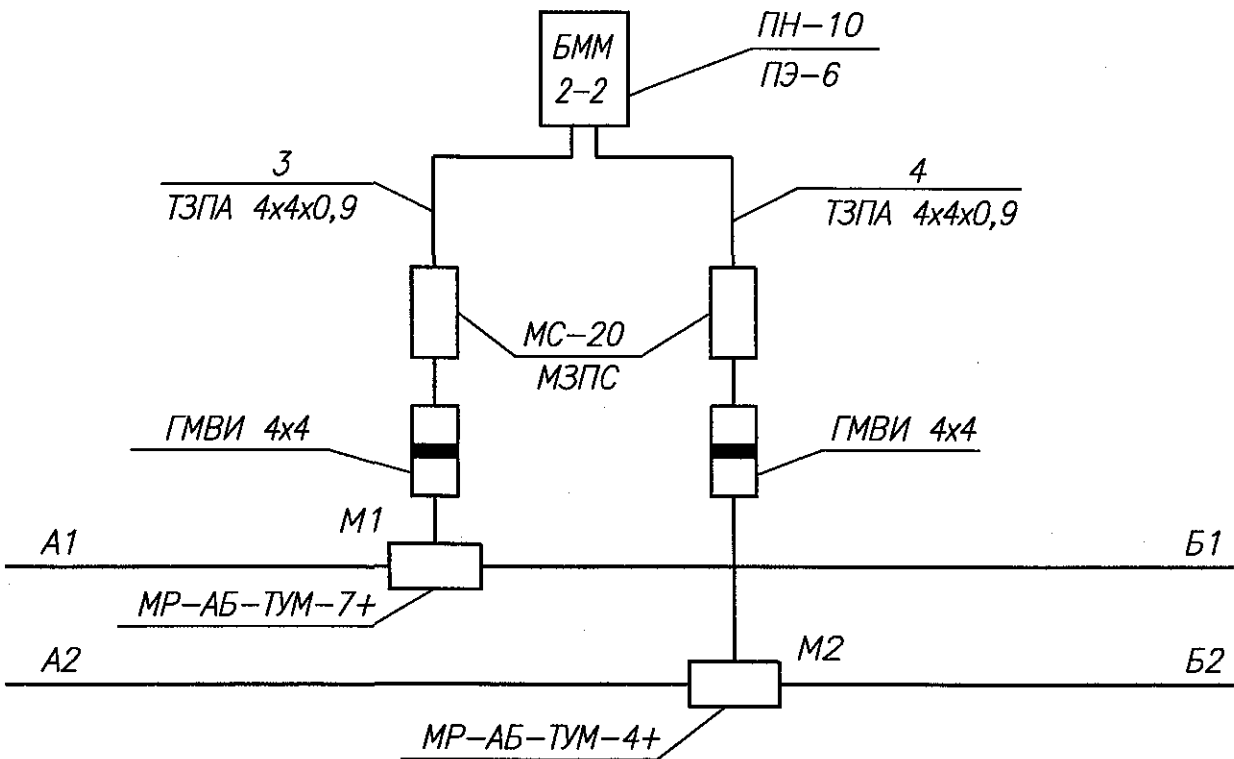 БММ
2-2
ПН-10
ПЭ-6
3
ТЗПА 4х4х0,9
4
ТЗПА 4х4х0,9
МС-20
МЗПС
ГМВИ 4х4
ГМВИ 4х4
М1
А1
Б1
МР-АБ-ТУМ-7+
А2
М2
Б2
МР-АБ-ТУМ-4+